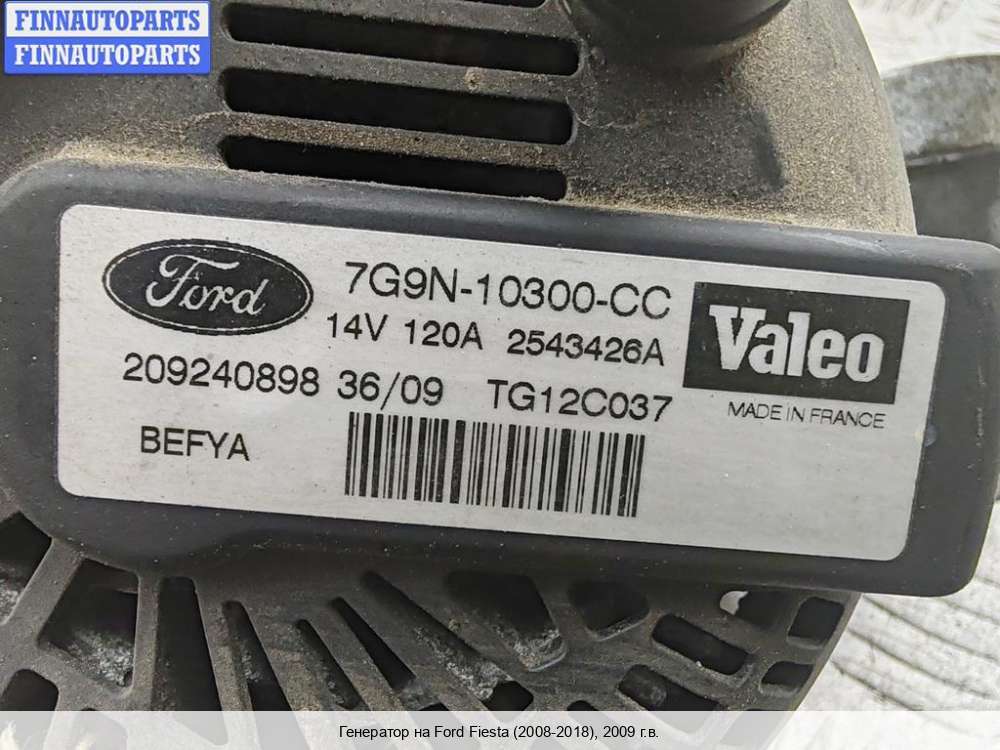 FINNAUTOPARTS
FINNAUTOPARTS
Ford
7G9N-10300-CC
14V 120A 2543426A
Valeo
209240898 36/09 TG12C037
MADE IN FRANCE
BEFYA
Генератор на Ford Fiesta (2008-2018), 2009 г.в.